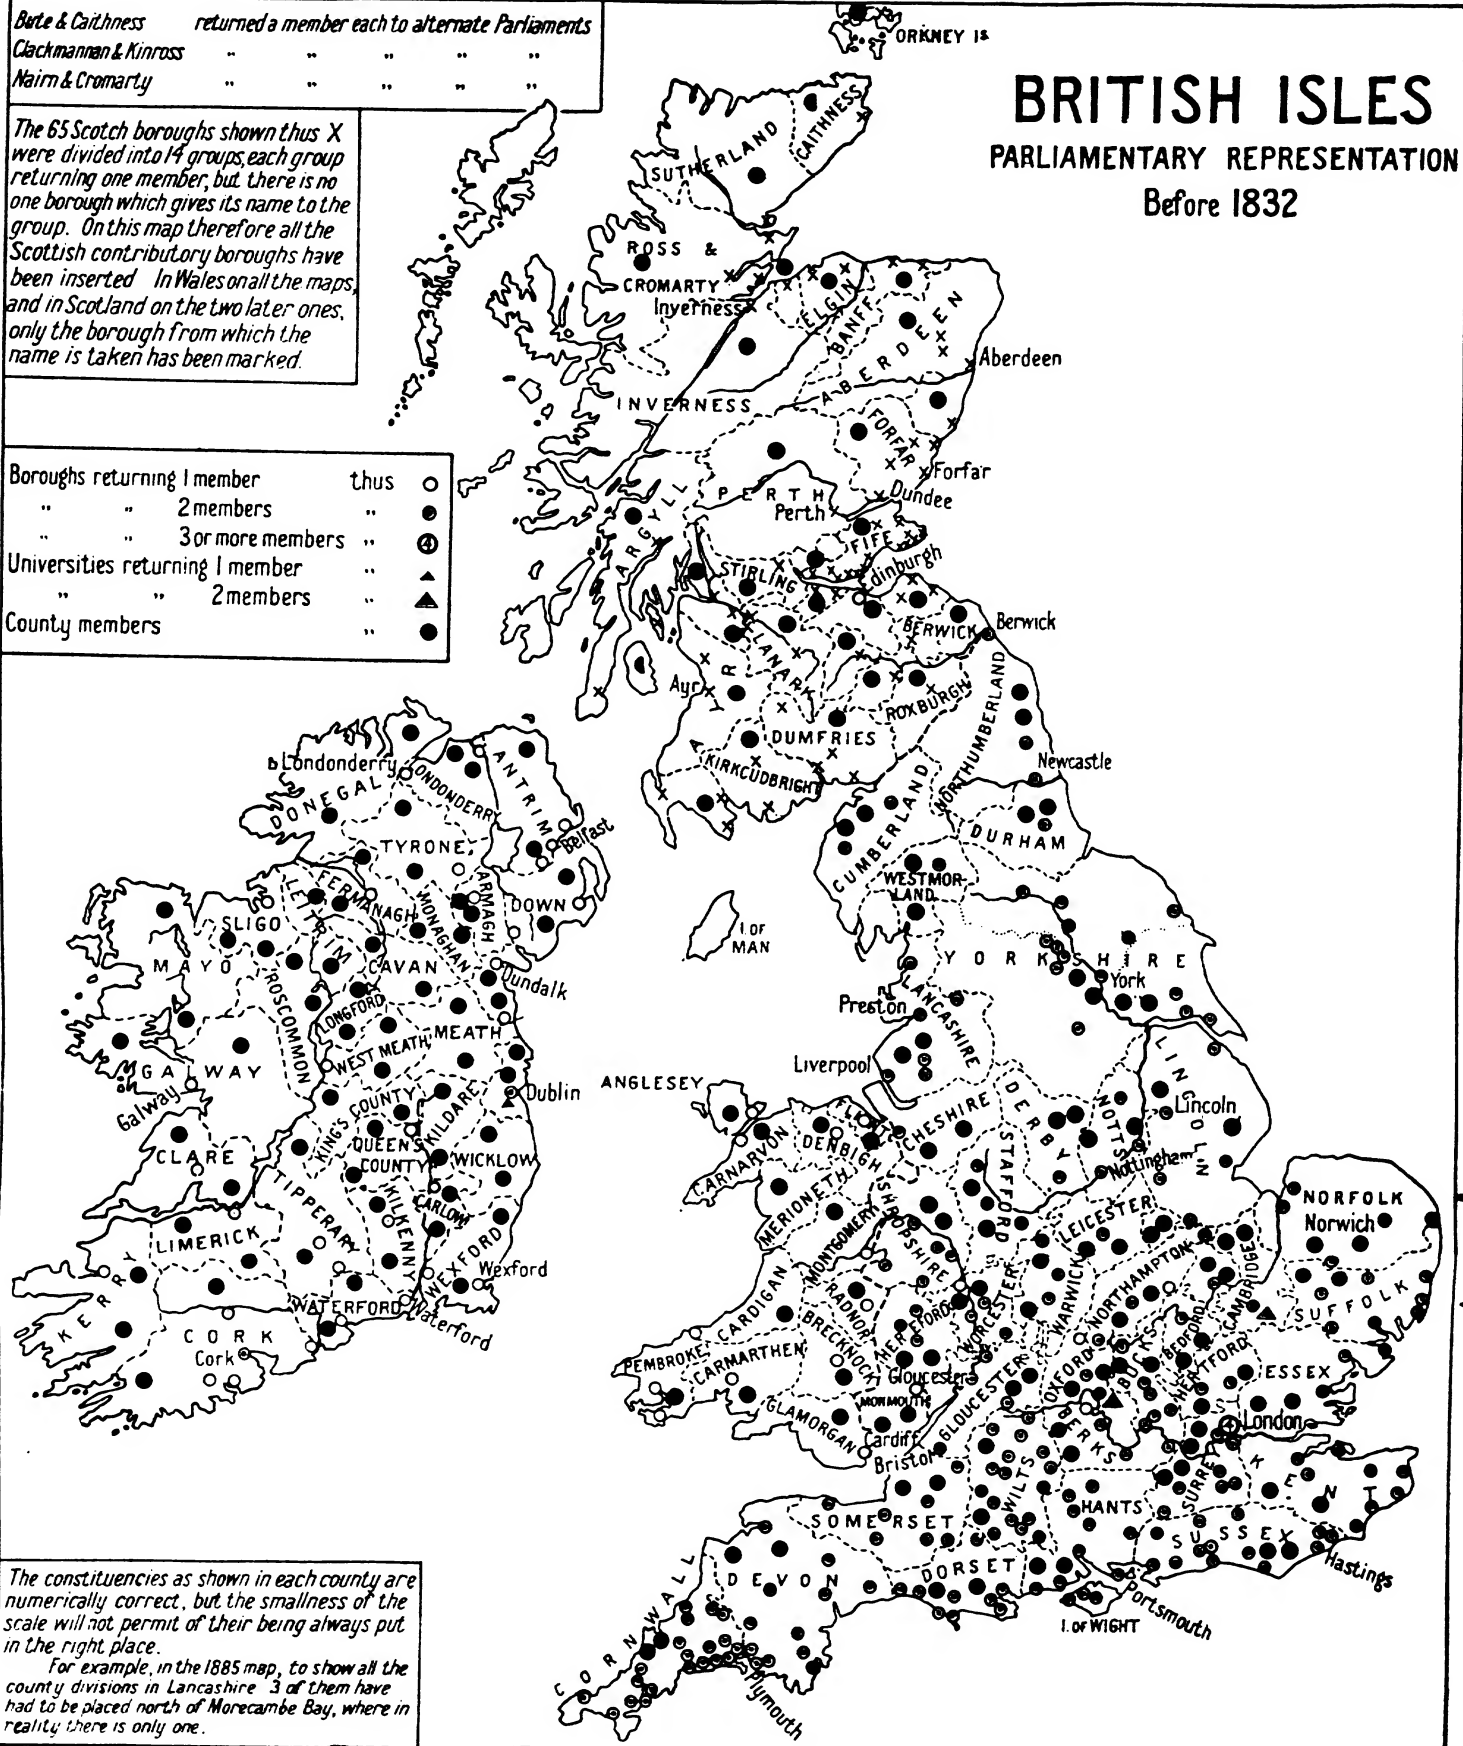 Bute & Caithness returned a member each to alternate Parliaments
Clackmannan & Kinross " " " " "
Nairn & Cromarty " " " " "
The 65 Scotch boroughs shown thus X
were divided into 14 groups, each group
returning one member, but there is no
one borough which gives its name to the
group. On this map therefore all the
Scottish contributory boroughs have
been inserted In Wales on all the maps,
and in Scotland on the two later ones,
only the borough from which the
name is taken has been marked.
BRITISH ISLES
PARLIAMENTARY REPRESENTATION
Before 1832
Boroughs returning 1 member thus
" " 2 members "
" " 3 or more members " 4
Universities returning 1 member "
" " 2 members "
County members "
ORKNEY IS
CAITHNESS
SUTHERLAND
ROSS &
CROMARTY
Inverness
ELGIN
BANFF
ABERDEEN
Aberdeen
INVERNESS
FORFAR
Forfar
PERTH
Dundee
Perth
ARGYLL
FIFE
STIRLING
dinburgh
BERWICK
Berwick
LANARK
AYR
Ayr
ROXBURGH
DUMFRIES
KIRKCUDBRIGHT
NORTHUMBERLAND
Newcastle
CUMBERLAND
DURHAM
WESTMOR-
LAND
I. OF
MAN
YORKSHIRE
York
LANCASHIRE
Preston
Liverpool
Londonderry
LONDONDERRY
DONEGAL
ANTRIM
Belfast
TYRONE
FERMANAGH
ARMAGH
DOWN
MONAGHAN
LEITRIM
SLIGO
MAYO
CAVAN
Dundalk
ROSCOMMON
LONGFORD
WEST MEATH
MEATH
GALWAY
Galway
Dublin
KINGS COUNTY
KILDARE
QUEENS
COUNTY
WICKLOW
CLARE
TIPPERARY
CARLOW
KILKENNY
LIMERICK
WEXFORD
Wexford
KERRY
WATERFORD
Waterford
CORK
Cork
ANGLESEY
FLINT
CARNARVON
DENBIGH
CHESHIRE
DERBY
NOTTS
Nottingham
LINCOLN
Lincoln
MERIONETH
MONTGOMERY
SHROPSHIRE
STAFFORD
LEICESTER
NORFOLK
Norwich
CARDIGAN
RADNOR
HEREFORD
WORCESTER
WARWICK
NORTHAMPTON
CAMBRIDGE
SUFFOLK
PEMBROKE
CARMARTHEN
BRECKNOCK
BEDFORD
BUCKS
HERTFORD
ESSEX
OXFORD
Gloucester
GLOUCESTER
MONMOUTH
GLAMORGAN
Cardiff
Bristol
BERKS
London
WILTS
SURREY
KENT
HANTS
SOMERSET
SUSSEX
Hastings
DORSET
DEVON
Portsmouth
I. OF WIGHT
CORNWALL
Plymouth
The constituencies as shown in each county are
numerically correct, but the smallness of the
scale will not permit of their being always put
in the right place.
For example, in the 1885 map, to show all the
county divisions in Lancashire 3 of them have
had to be placed north of Morecambe Bay, where in
reality there is only one.